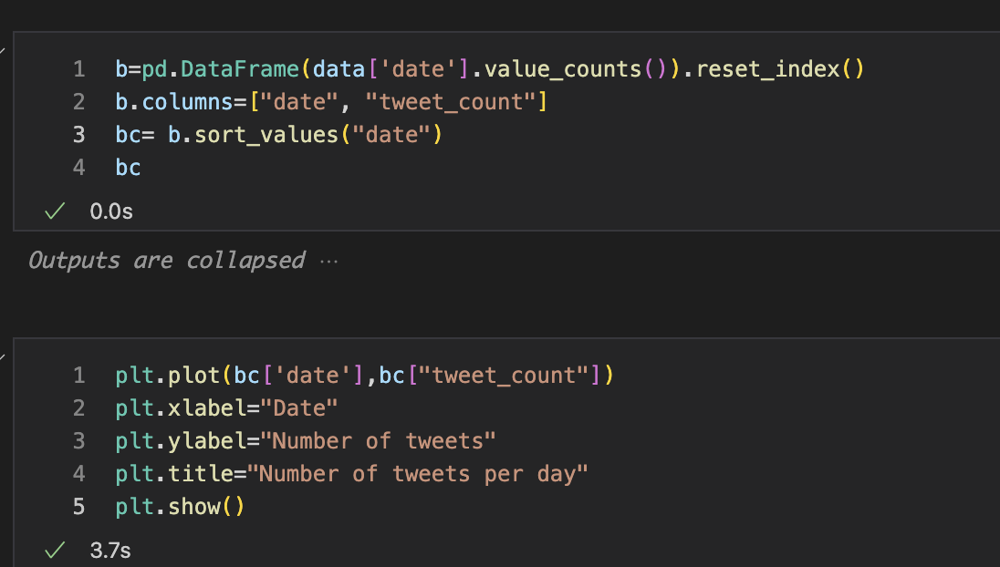 1 b=pd.DataFrame(data['date'].value_counts()).reset_index()
2 b.columns=["date", "tweet_count"]
3 bc= b.sort_values("date")
4 bc
0.0s
Outputs are collapsed ...
1 plt.plot(bc['date'],bc["tweet_count"])
2 plt.xlabel="Date"
3 plt.ylabel="Number of tweets"
4 plt.title="Number of tweets per day"
5 plt.show()
3.7s